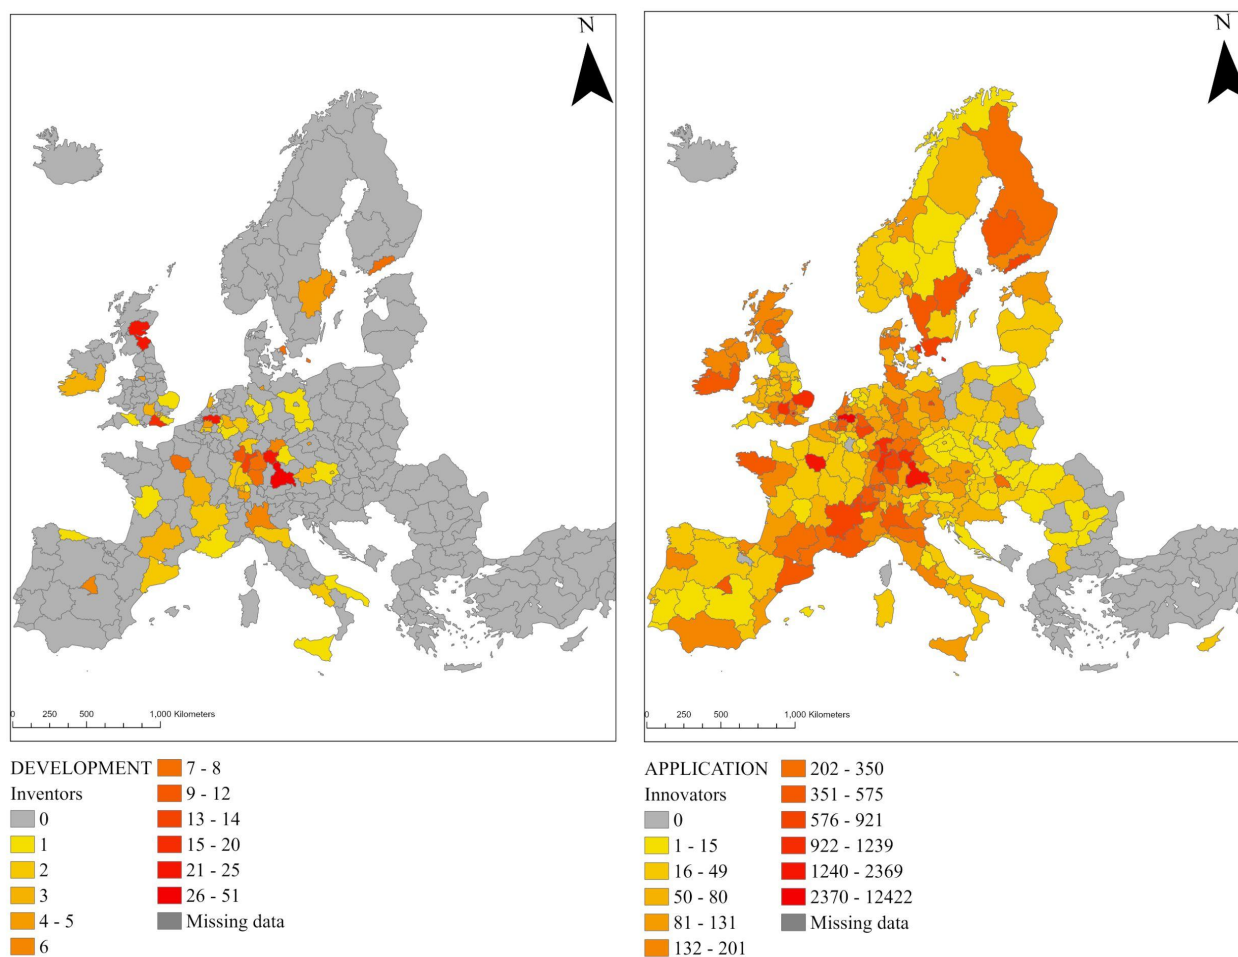 N
0 250 500 1,000 Kilometers
DEVELOPMENT
Inventors
0
1
2
3
4 - 5
6
7 - 8
9 - 12
13 - 14
15 - 20
21 - 25
26 - 51
Missing data
N
0 250 500 1,000 Kilometers
APPLICATION
Innovators
0
1 - 15
16 - 49
50 - 80
81 - 131
132 - 201
202 - 350
351 - 575
576 - 921
922 - 1239
1240 - 2369
2370 - 12422
Missing data